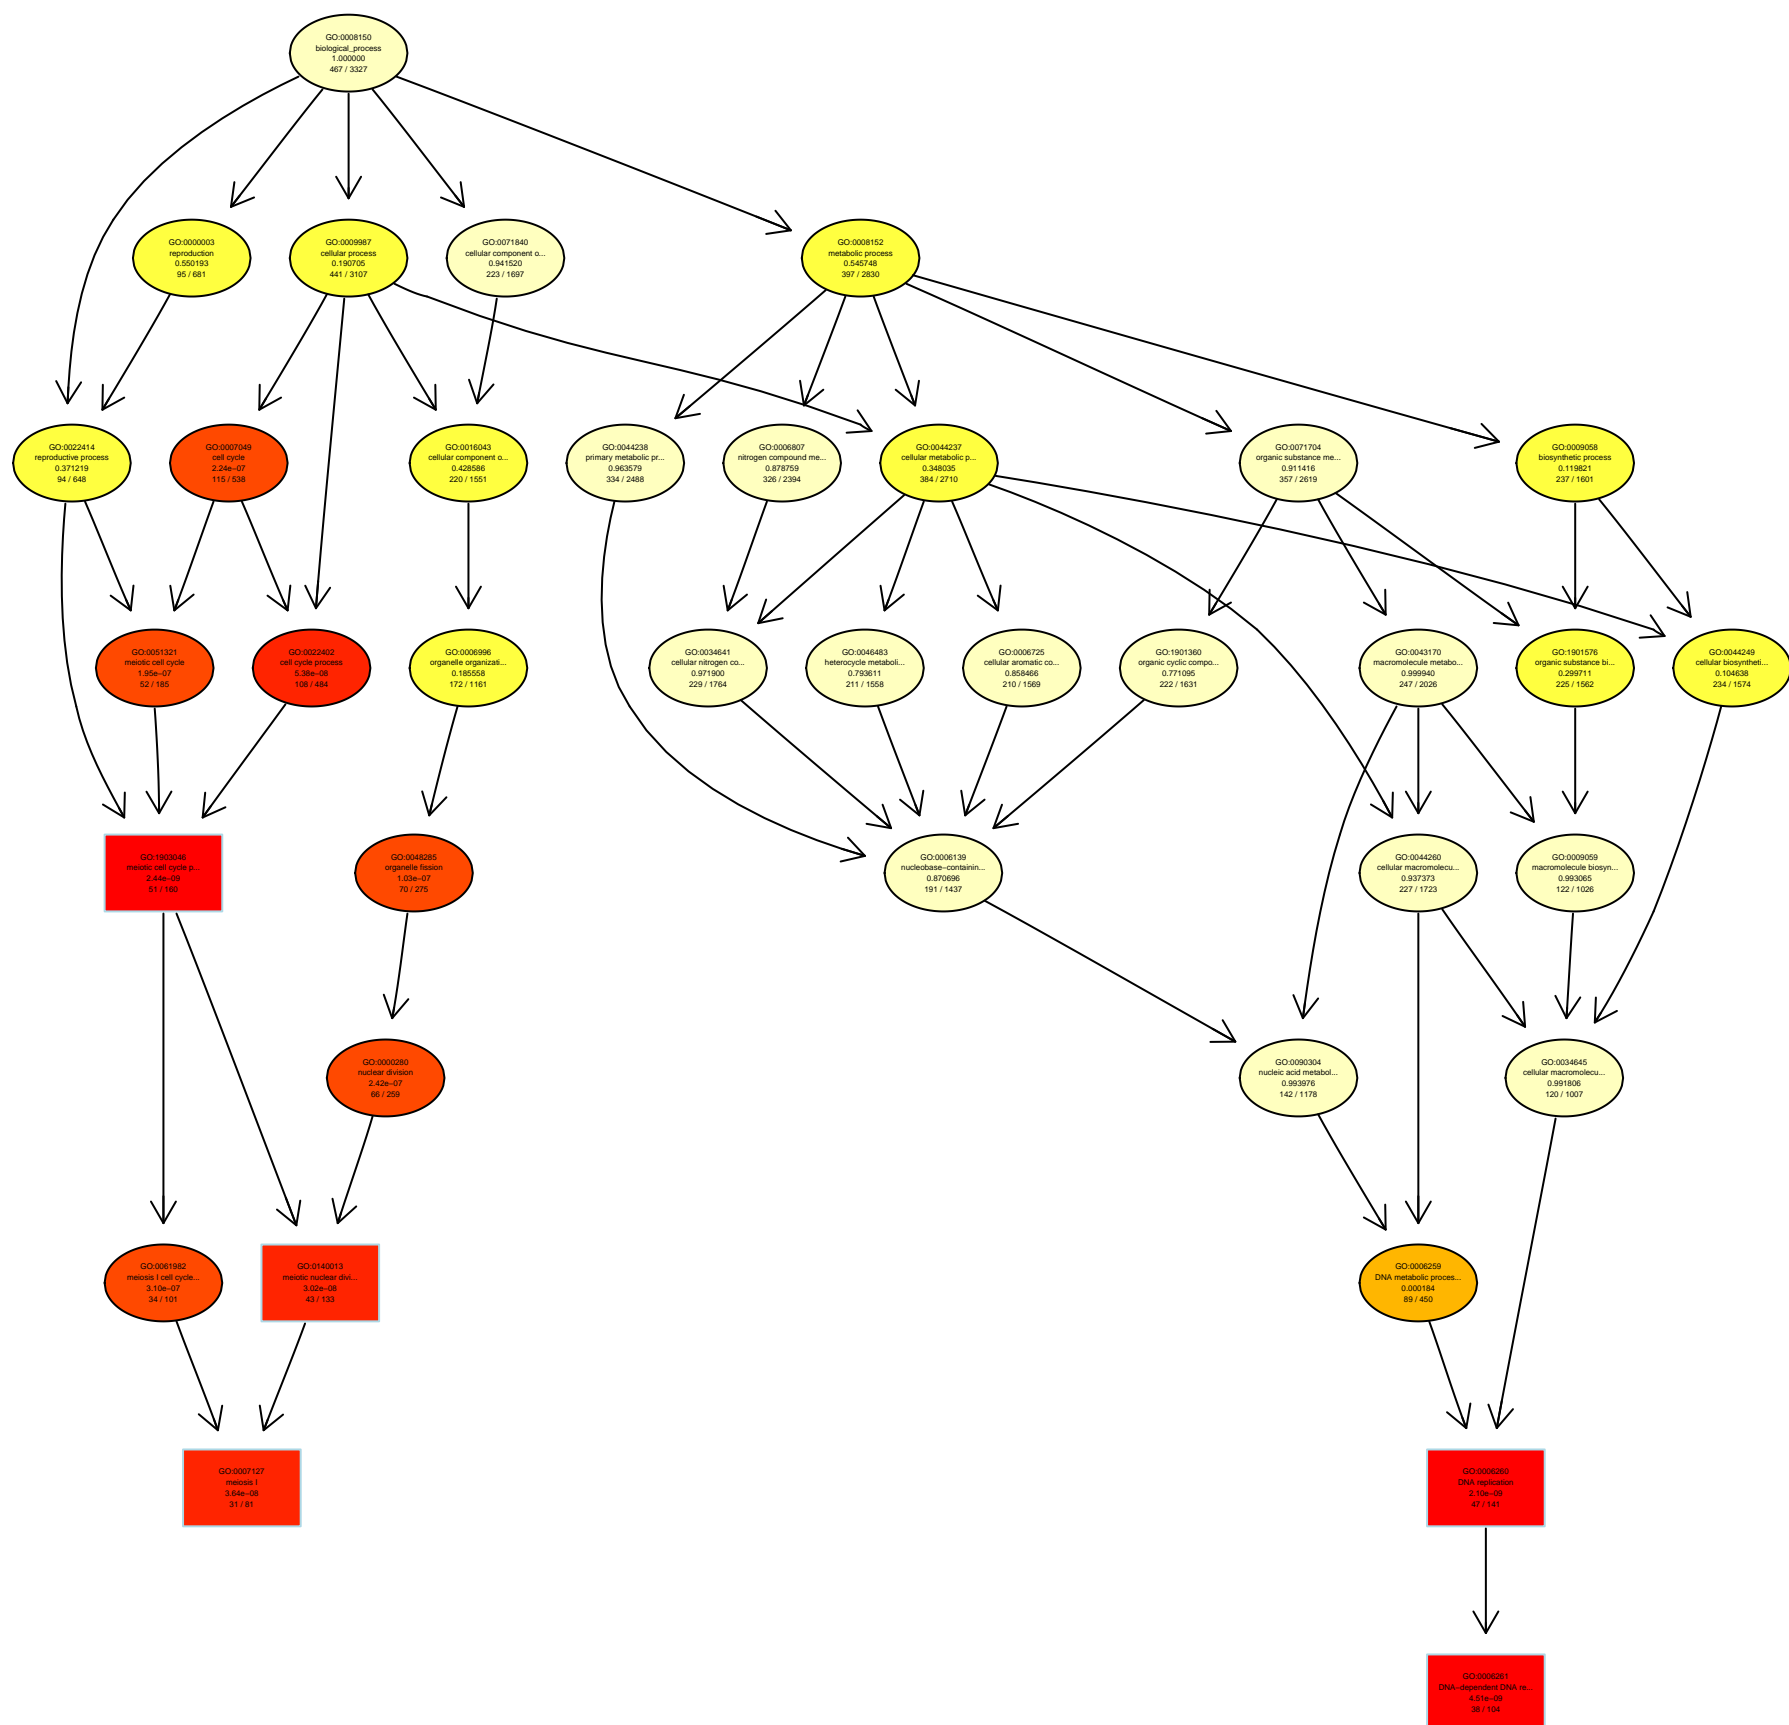 GO:0008150
biological_process
1.000000
467 / 3327
GO:0000003
reproduction
0.550193
95 / 681
GO:0009987
cellular process
0.190705
441 / 3107
GO:0071840
cellular component o...
0.941520
223 / 1697
GO:0008152
metabolic process
0.545748
397 / 2830
GO:0022414
reproductive process
0.371219
94 / 648
GO:0007049
cell cycle
2.24e−07
115 / 538
GO:0016043
cellular component o...
0.428586
220 / 1551
GO:0044238
primary metabolic pr...
0.963579
334 / 2488
GO:0006807
nitrogen compound me...
0.878759
326 / 2394
GO:0044237
cellular metabolic p...
0.348035
384 / 2710
GO:0071704
organic substance me...
0.911416
357 / 2619
GO:0009058
biosynthetic process
0.119821
237 / 1601
GO:0051321
meiotic cell cycle
1.95e−07
52 / 185
GO:0022402
cell cycle process
5.38e−08
108 / 484
GO:0006996
organelle organizati...
0.185558
172 / 1161
GO:0034641
cellular nitrogen co...
0.971900
229 / 1764
GO:0046483
heterocycle metaboli...
0.793611
211 / 1558
GO:0006725
cellular aromatic co...
0.858466
210 / 1569
GO:1901360
organic cyclic compo...
0.771095
222 / 1631
GO:0043170
macromolecule metabo...
0.999940
247 / 2026
GO:1901576
organic substance bi...
0.299711
225 / 1562
GO:0044249
cellular biosyntheti...
0.104638
234 / 1574
GO:1903046
meiotic cell cycle p...
2.44e−09
51 / 160
GO:0048285
organelle fission
1.03e−07
70 / 275
GO:0006139
nucleobase−containin...
0.870696
191 / 1437
GO:0044260
cellular macromolecu...
0.937373
227 / 1723
GO:0009059
macromolecule biosyn...
0.993065
122 / 1026
GO:0000280
nuclear division
2.42e−07
66 / 259
GO:0090304
nucleic acid metabol...
0.993976
142 / 1178
GO:0034645
cellular macromolecu...
0.991806
120 / 1007
GO:0061982
meiosis I cell cycle...
3.10e−07
34 / 101
GO:0140013
meiotic nuclear divi...
3.02e−08
43 / 133
GO:0006259
DNA metabolic proces...
0.000184
89 / 450
GO:0007127
meiosis I
3.64e−08
31 / 81
GO:0006260
DNA replication
2.10e−09
47 / 141
GO:0006261
DNA−dependent DNA re...
4.51e−09
38 / 104